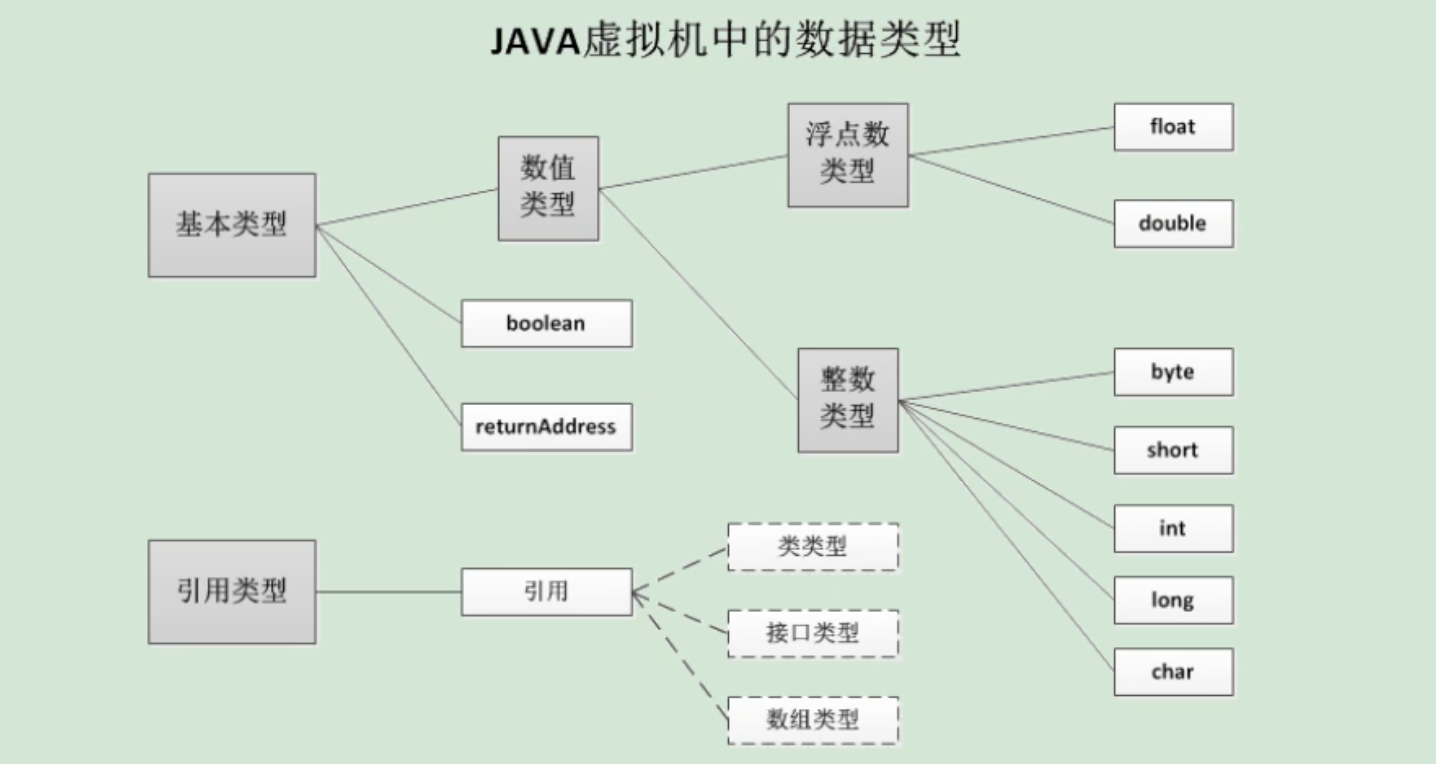 JAVA虚拟机中的数据类型
基本类型
数值
类型
浮点数
类型
float
double
boolean
returnAddress
整数
类型
byte
short
int
long
char
引用类型
引用
类类型
接口类型
数组类型